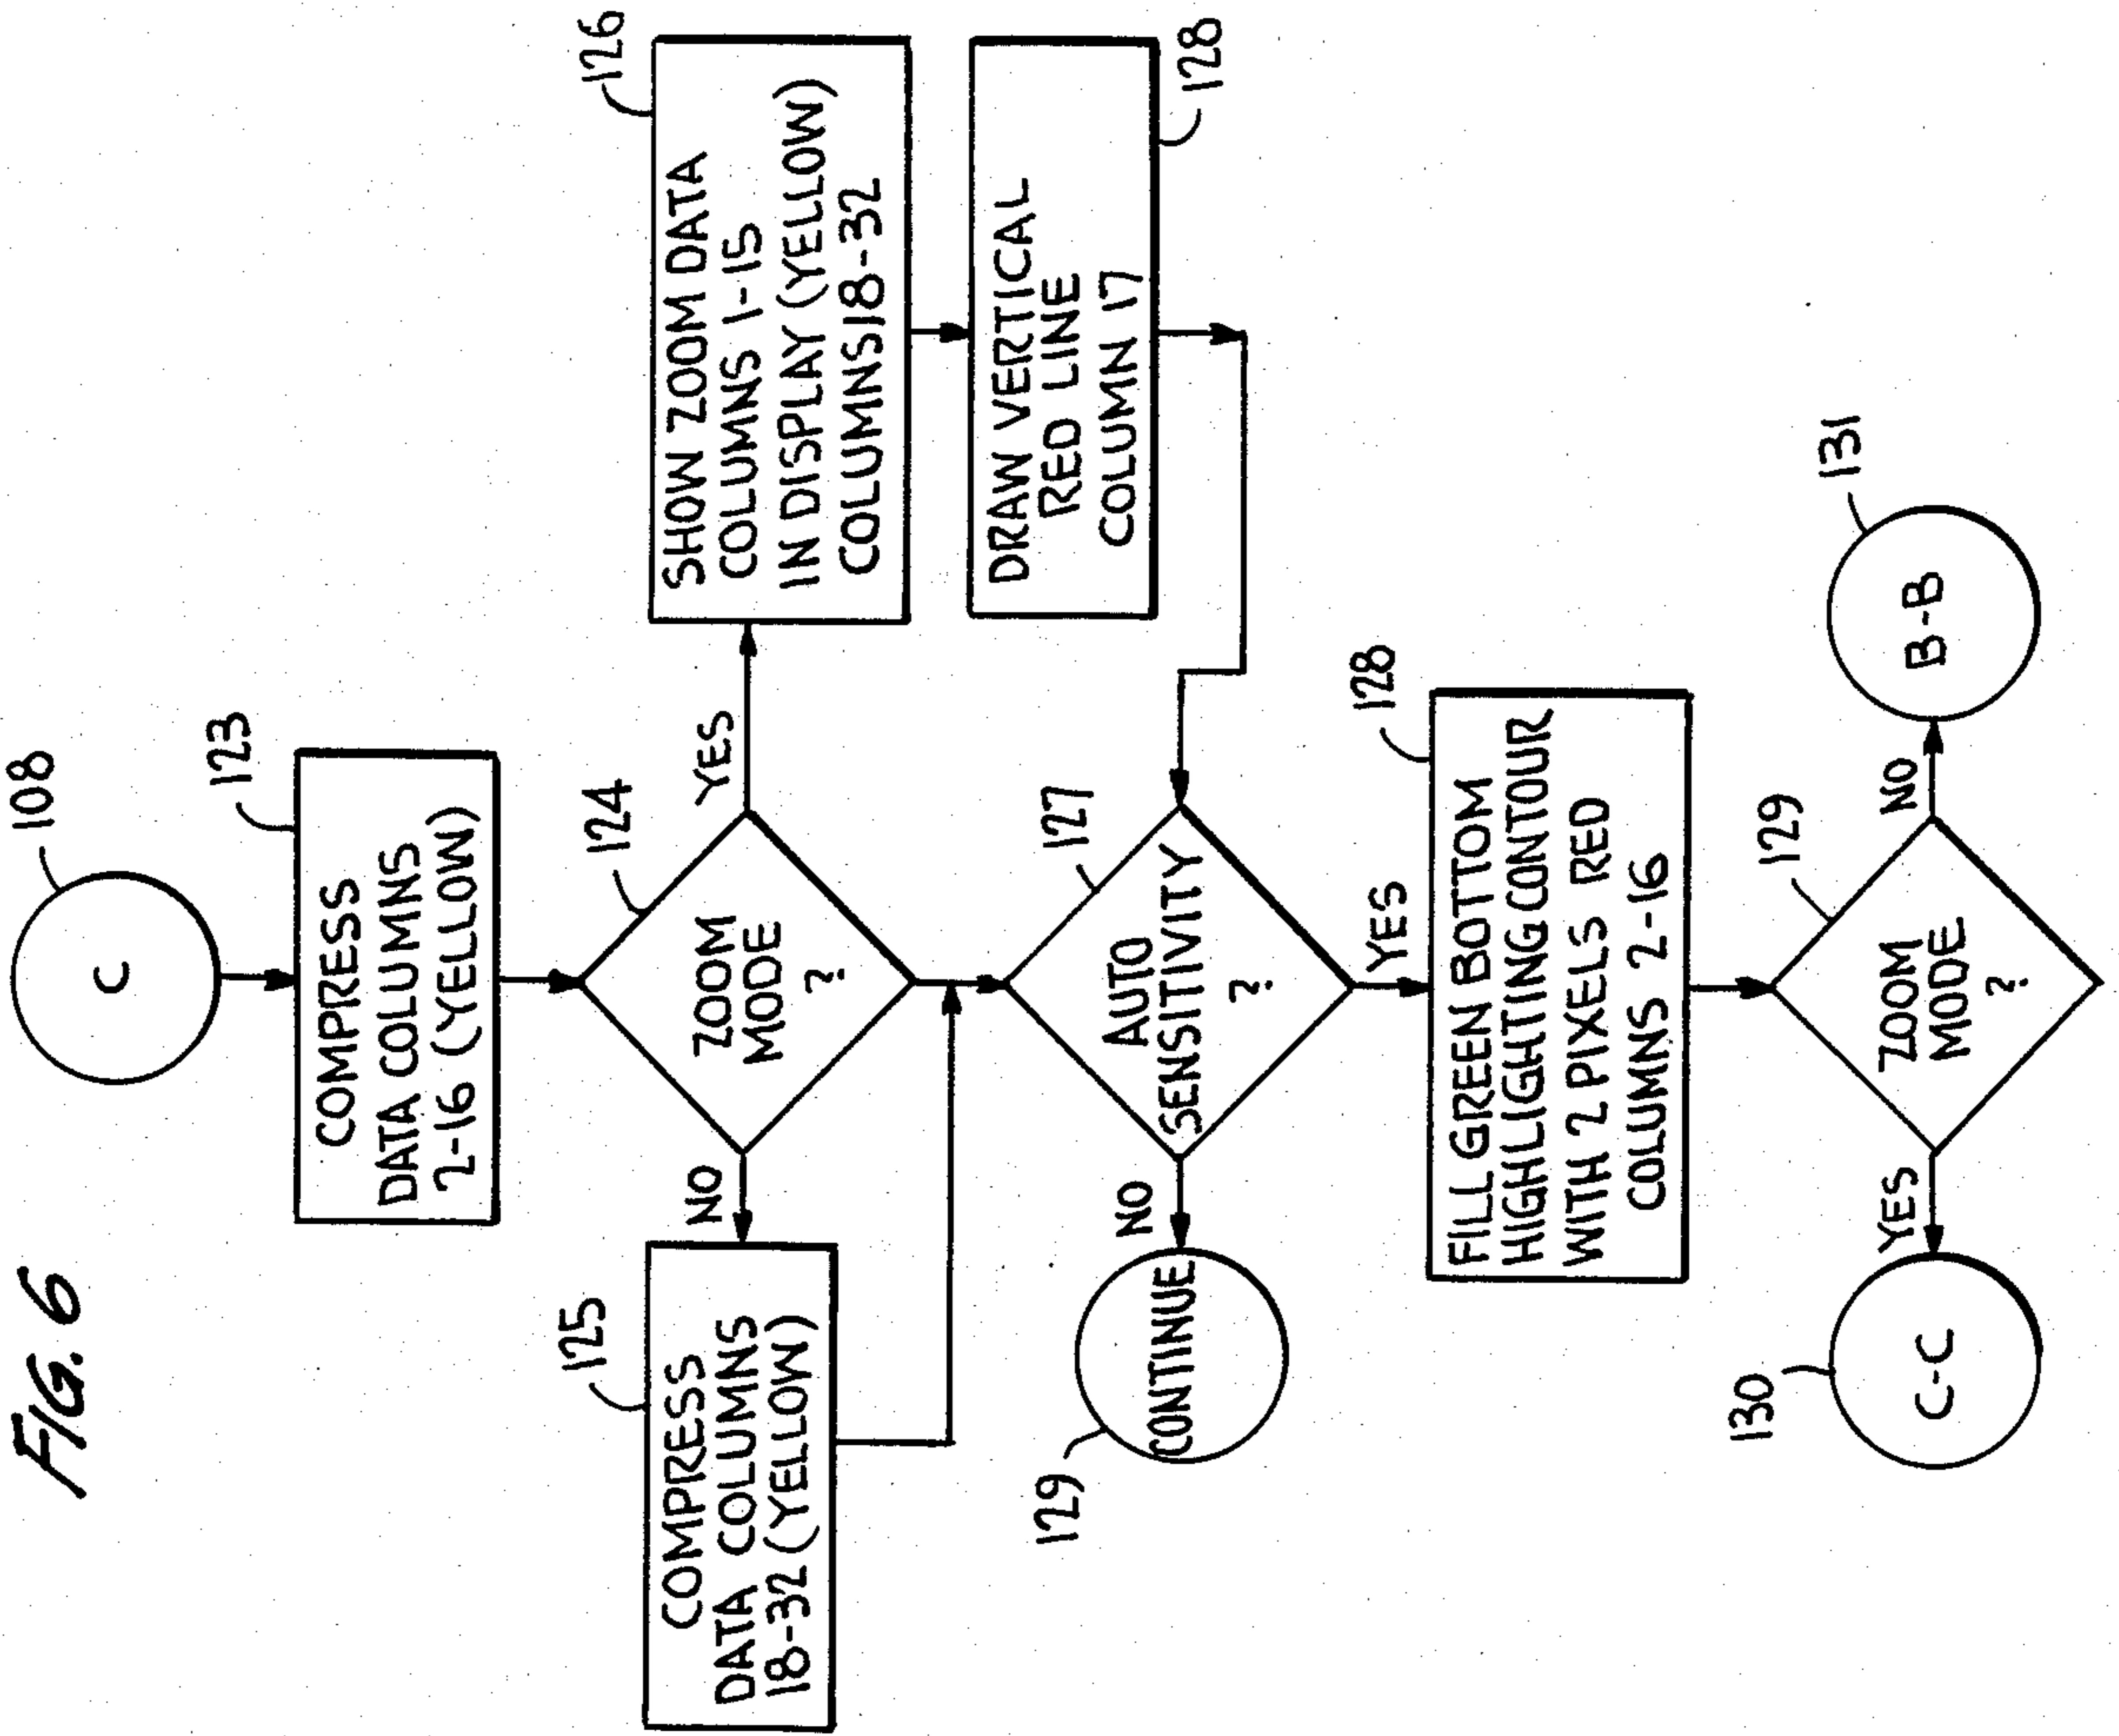 FIG. 6
108
C
123
COMPRESS
DATA COLUMNS
2-16 (YELLOW)
124
ZOOM
MODE
?
NO
YES
125
COMPRESS
DATA COLUMNS
18-32 (YELLOW)
126
SHOW ZOOM DATA
COLUMNS 1-15
IN DISPLAY (YELLOW)
COLUMNS 18-32
DRAW VERTICAL
RED LINE
COLUMN 17
128
127
AUTO
SENSITIVITY
?
NO
YES
129
CONTINUE
128
FILL GREEN BOTTOM
HIGHLIGHTING CONTOUR
WITH 2 PIXELS RED
COLUMNS 2-16
129
ZOOM
MODE
?
YES
NO
130
C-C
131
B-B